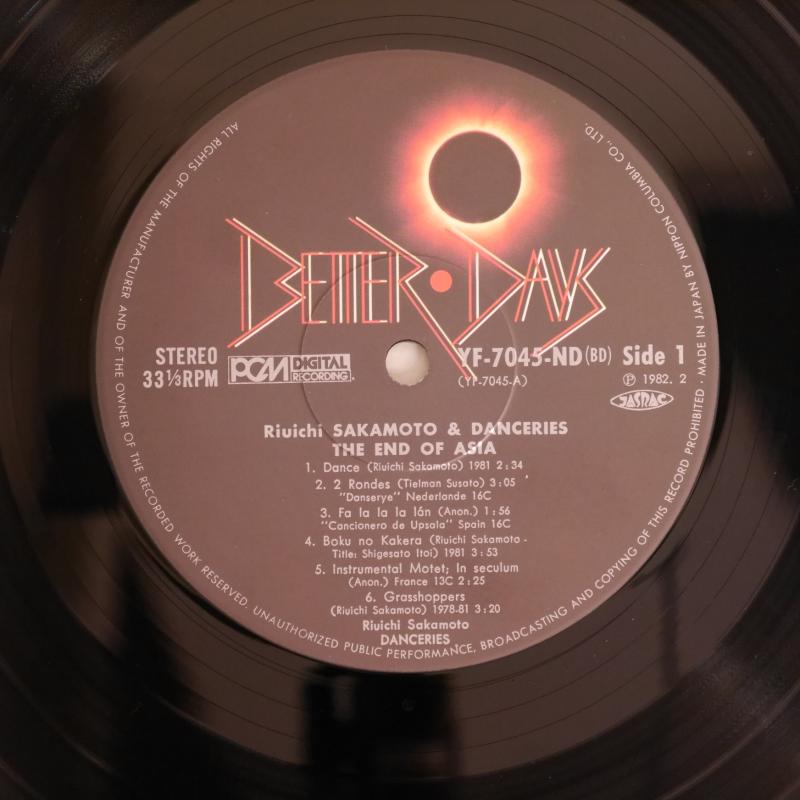 BETTER・DAYS
STEREO
33⅓RPM
PCM DIGITAL RECORDING.
YF-7045-ND(BD) Side 1
(YF-7045-A)
Ⓟ 1982. 2
JASRAC
Riuichi SAKAMOTO & DANCERIES
THE END OF ASIA
1. Dance (Riuichi Sakamoto) 1981 2:34
2. 2 Rondes (Tielman Susato) 3:05
"Danserye" Nederlande 16C
3. Fa la la la lán (Anon.) 1:56
"Cancionero de Upsala" Spain 16C
4. Boku no Kakera (Riuichi Sakamoto -
Title: Shigesato Itoi) 1981 3:53
5. Instrumental Motet; In seculum
(Anon.) France 13C 2:25
6. Grasshoppers
(Riuichi Sakamoto) 1978-81 3:20
Riuichi Sakamoto
DANCERIES
ALL RIGHTS OF THE MANUFACTURER AND OF THE OWNER OF THE RECORDED WORK RESERVED. UNAUTHORIZED PUBLIC PERFORMANCE, BROADCASTING AND COPYING OF THIS RECORD PROHIBITED · MADE IN JAPAN BY NIPPON COLUMBIA CO., LTD.